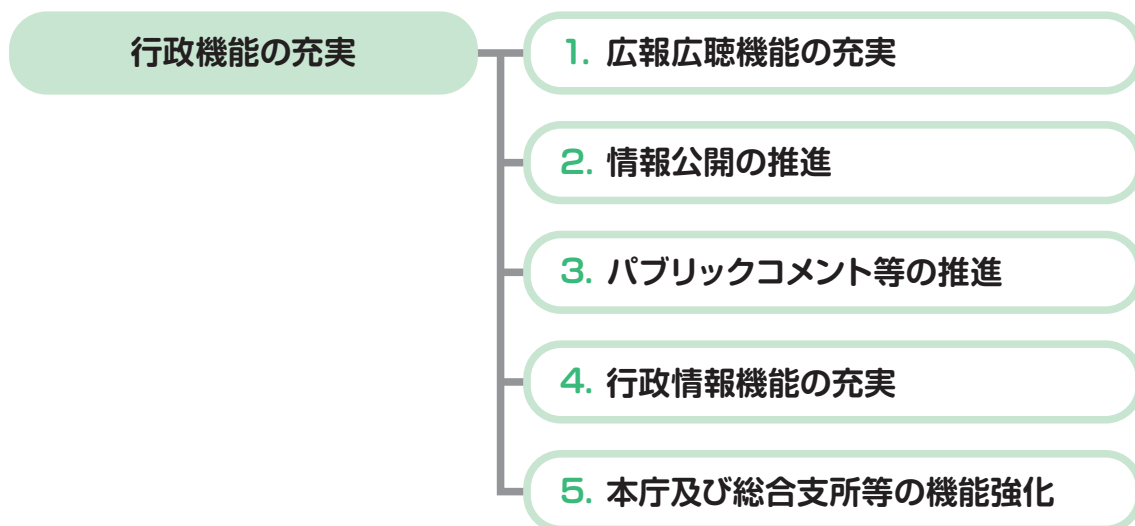 行政機能の充実
1. 広報広聴機能の充実
2. 情報公開の推進
3. パブリックコメント等の推進
4. 行政情報機能の充実
5. 本庁及び総合支所等の機能強化